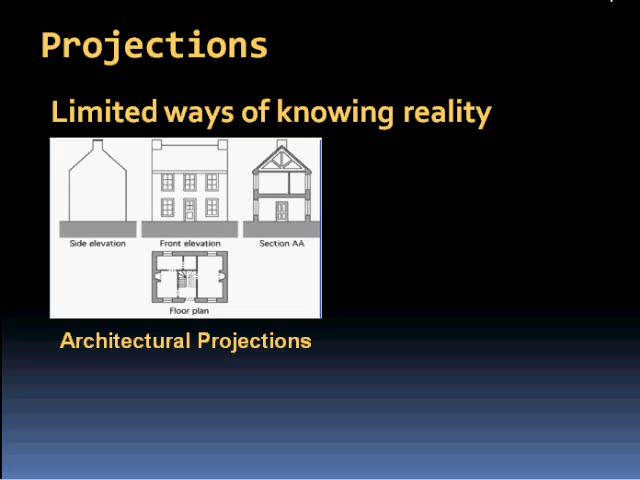 Projections
Limited ways of knowing reality
Side elevation
Front elevation
Section AA
Floor plan
Architectural Projections